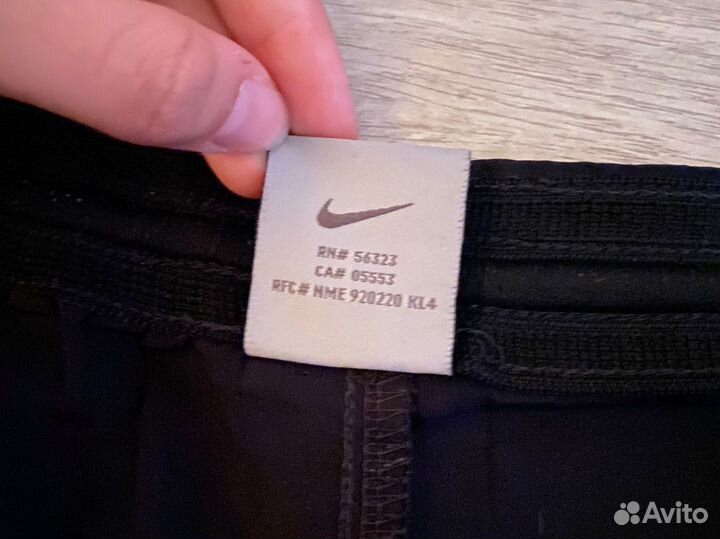 RN# 56323
CA# 05553
RFC# NME 920220 KL4
Avito